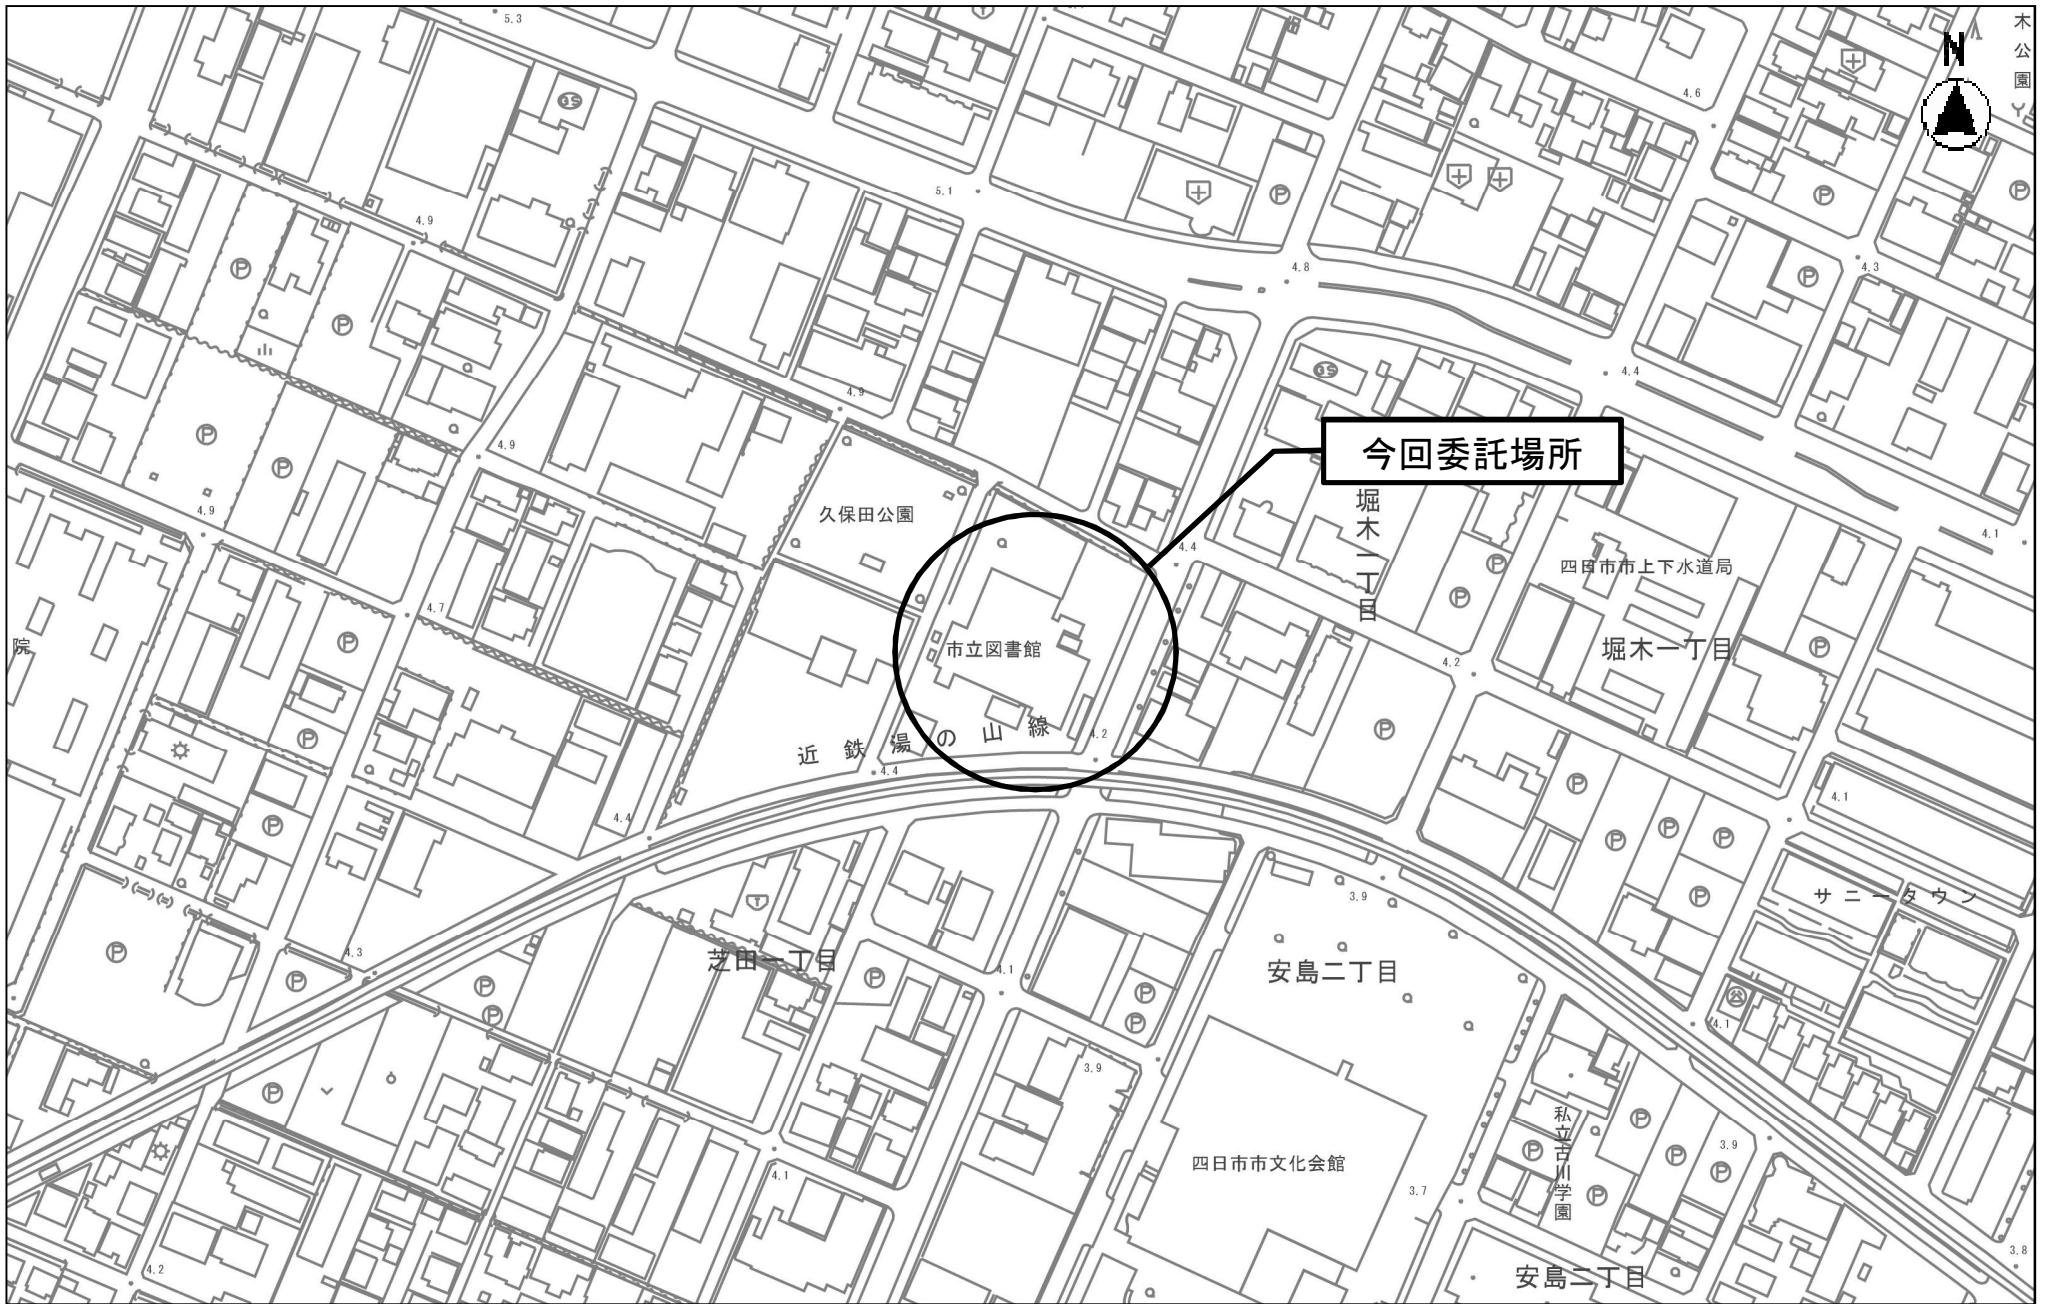 5.3
木公園
N
4.6
GS
5.1
P
4.9
4.8
4.3
P
P
P
P
P
GS
4.4
4.9
4.9
今回委託場所
P
P
久保田公園
堀木一丁目
4.9
4.4
4.1
四日市市上下水道局
P
P
4.7
院
P
市立図書館
堀木一丁目
P
4.2
P
P
近鉄湯の山線
4.2
4.4
P
4.1
4.4
P
P
P
P
P
サニータウン
3.9
P
芝田一丁目
安島二丁目
4.3
P
P
P
P
4.1
P
P
P
4.1
3.9
P
私立古川学園
P
P
3.9
P
P
P
四日市市文化会館
P
4.1
3.7
3.8
4.2
安島二丁目